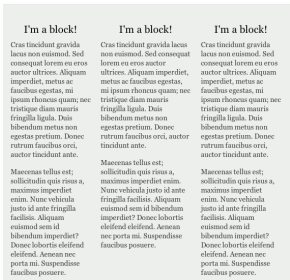 I'm a block!
Cras tincidunt gravida
lacus non euismod. Sed
consequat lorem eu eros
auctor ultrices. Aliquam
imperdiet, metus ac
faucibus egestas, mi
ipsum rhoncus quam; nec
tristique diam mauris
fringilla ligula. Duis
bibendum metus non
egestas pretium. Donec
rutrum faucibus orci,
auctor tincidunt ante.
Maecenas tellus est;
sollicitudin quis risus a,
maximus imperdiet
enim. Nunc vehicula
justo id ante fringilla
facilisis. Aliquam
euismod sem id
bibendum imperdiet?
Donec lobortis eleifend
eleifend. Aenean nec
porta mi. Suspendisse
faucibus posuere.
I'm a block!
Cras tincidunt gravida lacus
non euismod. Sed consequat
lorem eu eros auctor
ultrices. Aliquam imperdiet,
metus ac faucibus egestas,
mi ipsum rhoncus quam;
nec tristique diam mauris
fringilla ligula. Duis
bibendum metus non
egestas pretium. Donec
rutrum faucibus orci, auctor
tincidunt ante.
Maecenas tellus est;
sollicitudin quis risus a,
maximus imperdiet enim.
Nunc vehicula justo id ante
fringilla facilisis. Aliquam
euismod sem id bibendum
imperdiet? Donec lobortis
eleifend eleifend. Aenean
nec porta mi. Suspendisse
faucibus posuere.
I'm a block!
Cras tincidunt gravida lacus
non euismod. Sed consequat
lorem eu eros auctor
ultrices. Aliquam imperdiet,
metus ac faucibus egestas,
mi ipsum rhoncus quam;
nec tristique diam mauris
fringilla ligula. Duis
bibendum metus non
egestas pretium. Donec
rutrum faucibus orci, auctor
tincidunt ante.
Maecenas tellus est;
sollicitudin quis risus a,
maximus imperdiet enim.
Nunc vehicula justo id ante
fringilla facilisis. Aliquam
euismod sem id bibendum
imperdiet? Donec lobortis
eleifend eleifend. Aenean
nec porta mi. Suspendisse
faucibus posuere.